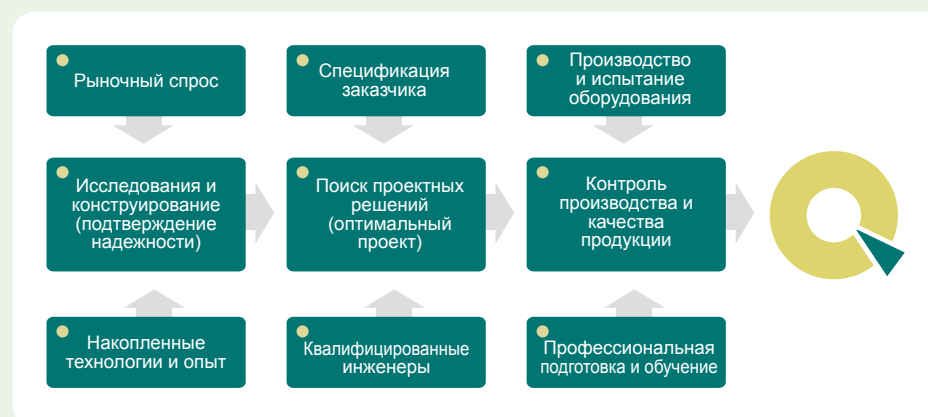 Рыночный спрос
Спецификация
заказчика
Производство
и испытание
оборудования
Исследования и
конструирование
(подтверждение
надежности)
Поиск проектных
решений
(оптимальный
проект)
Контроль
производства и
качества
продукции
Накопленные
технологии и опыт
Квалифицированные
инженеры
Профессиональная
подготовка и обучение